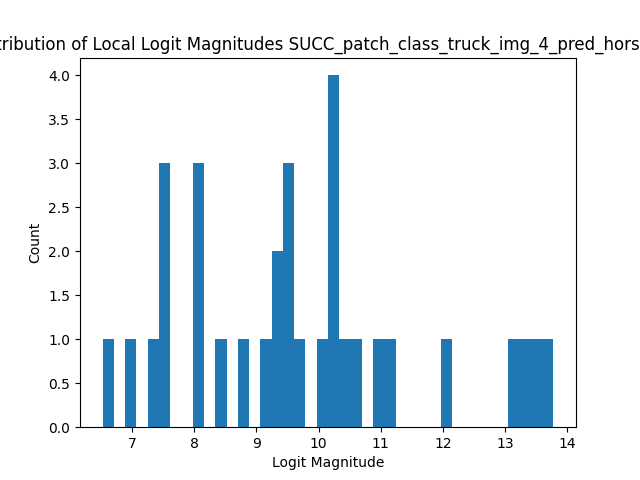 tribution of Local Logit Magnitudes SUCC_patch_class_truck_img_4_pred_hors
4.0
3.5
3.0
2.5
2.0
1.5
1.0
0.5
0.0
Count
7 8 9 10 11 12 13 14
Logit Magnitude